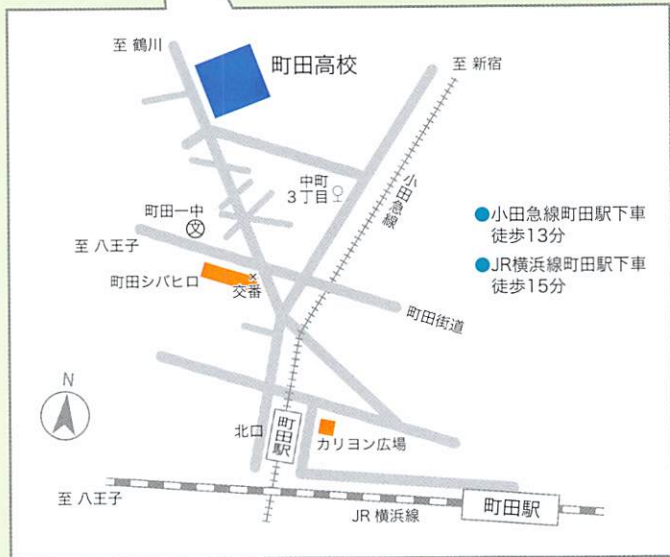 至 鶴川
町田高校
至 新宿
中町
3丁目
小田急線
町田一中
文
至 八王子
町田シバヒロ
交番
町田街道
●小田急線町田駅下車
徒歩13分
●JR横浜線町田駅下車
徒歩15分
N
北口
町田駅
カリヨン広場
至 八王子
JR 横浜線
町田駅